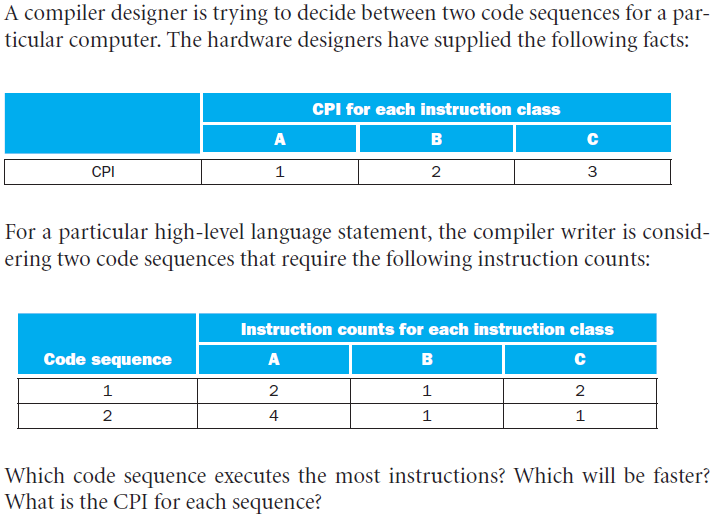 A compiler designer is trying to decide between two code sequences for a par-
ticular computer. The hardware designers have supplied the following facts:
CPI for each instruction class
A B C
CPI 1 2 3
For a particular high-level language statement, the compiler writer is consid-
ering two code sequences that require the following instruction counts:
Instruction counts for each instruction class
Code sequence A B C
1 2 1 2
2 4 1 1
Which code sequence executes the most instructions? Which will be faster?
What is the CPI for each sequence?